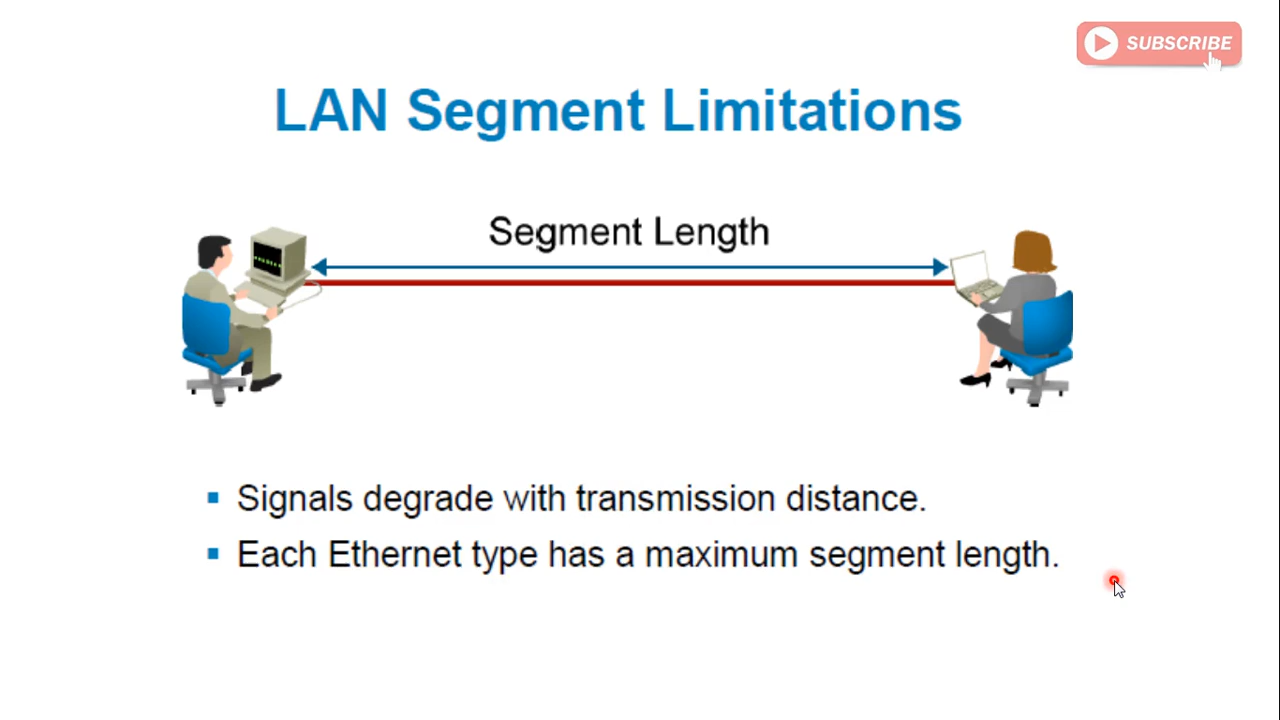 SUBSCRIBE
LAN Segment Limitations
Segment Length
Signals degrade with transmission distance.
Each Ethernet type has a maximum segment length.